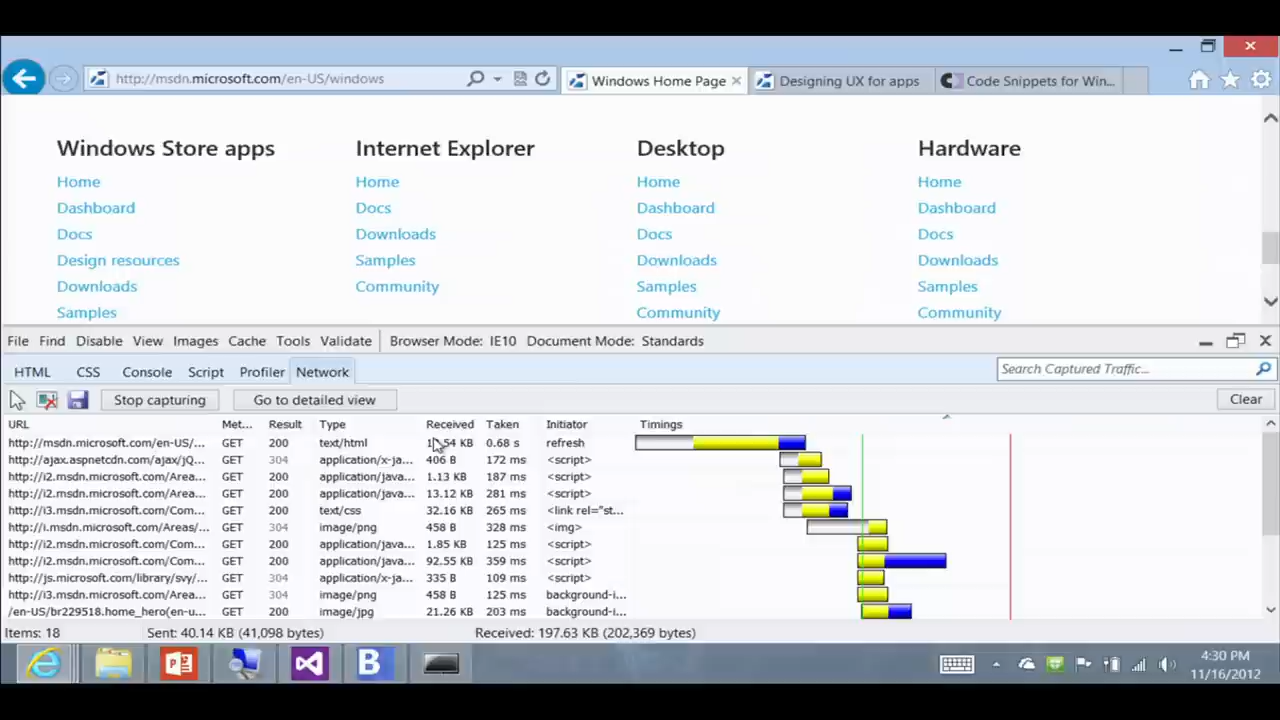 http://msdn.microsoft.com/en-US/windows
Windows Home Page
Designing UX for apps
Code Snippets for Win...
Windows Store apps
Home
Dashboard
Docs
Design resources
Downloads
Samples
Internet Explorer
Home
Docs
Downloads
Samples
Community
Desktop
Home
Dashboard
Docs
Downloads
Samples
Community
Hardware
Home
Dashboard
Docs
Downloads
Samples
Community
File Find Disable View Images Cache Tools Validate Browser Mode: IE10 Document Mode: Standards
HTML CSS Console Script Profiler Network Search Captured Traffic...
Stop capturing Go to detailed view Clear
URL Met... Result Type Received Taken Initiator Timings
http://msdn.microsoft.com/en-US/... GET 200 text/html KB 0.68 s refresh
http://ajax.aspnetcdn.com/ajax/jQ... GET 304 application/x-ja... 406 B 172 ms <script>
http://i2.msdn.microsoft.com/Area... GET 200 application/java... 1.13 KB 187 ms <script>
http://i2.msdn.microsoft.com/Area... GET 200 application/java... 13.12 KB 281 ms <script>
http://i3.msdn.microsoft.com/Com... GET 200 text/css 32.16 KB 265 ms <link rel="st...
http://i.msdn.microsoft.com/Areas/... GET 304 image/png 458 B 328 ms <img>
http://i2.msdn.microsoft.com/Com... GET 200 application/java... 1.85 KB 125 ms <script>
http://i2.msdn.microsoft.com/Com... GET 200 application/java... 92.55 KB 359 ms <script>
http://js.microsoft.com/library/svy/... GET 304 application/x-ja... 335 B 109 ms <script>
http://i3.msdn.microsoft.com/Area... GET 304 image/png 458 B 125 ms background-i...
/en-US/br229518.home_hero(en-u... GET 200 image/jpg 21.26 KB 203 ms background-i...
Items: 18 Sent: 40.14 KB (41,098 bytes) Received: 197.63 KB (202,369 bytes)
B
4:30 PM
11/16/2012